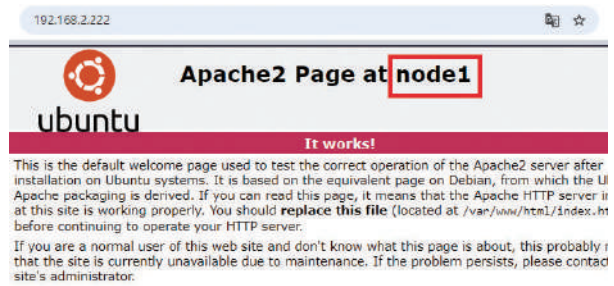 192.168.2.222
Apache2 Page at node1
ubuntu
It works!
This is the default welcome page used to test the correct operation of the Apache2 server after
installation on Ubuntu systems. It is based on the equivalent page on Debian, from which the
Apache packaging is derived. If you can read this page, it means that the Apache HTTP server
at this site is working properly. You should replace this file (located at /var/www/html/index.ht
before continuing to operate your HTTP server.
If you are a normal user of this web site and don't know what this page is about, this probably
that the site is currently unavailable due to maintenance. If the problem persists, please contact
site's administrator.